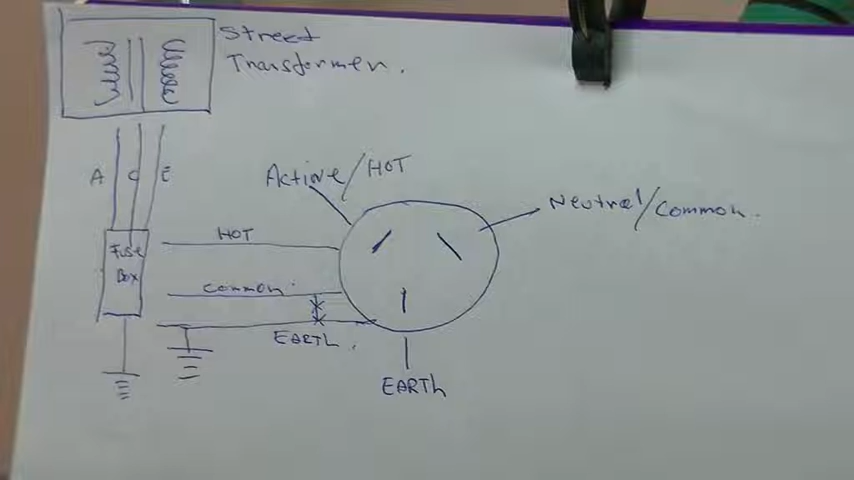 Street
Transformer.
A C E
Active/HOT
Neutral/Common.
HOT
Fuse
Box
Common.
EARTH.
EARTH